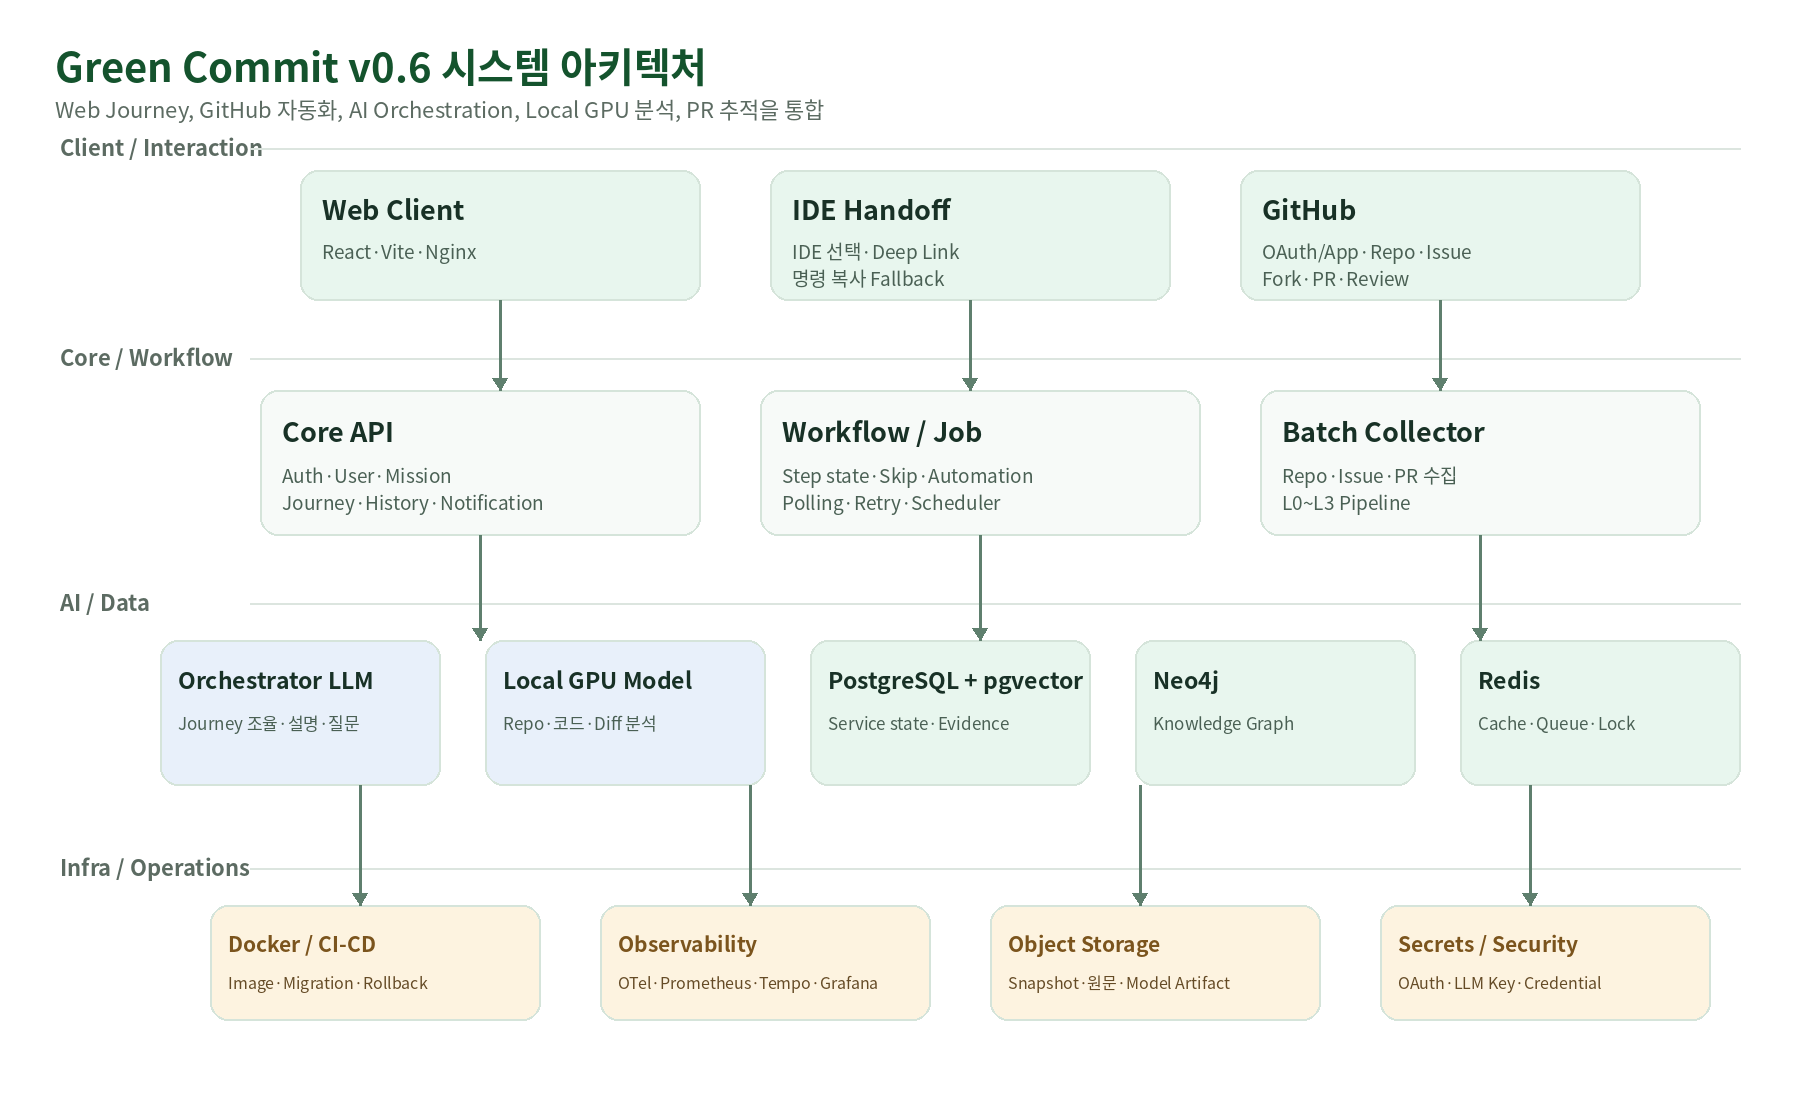 Green Commit v0.6 시스템 아키텍처
Web Journey, GitHub 자동화, AI Orchestration, Local GPU 분석, PR 추적을 통합
Client / Interaction
Web Client
React·Vite·Nginx
IDE Handoff
IDE 선택·Deep Link
명령 복사 Fallback
GitHub
OAuth/App·Repo·Issue
Fork·PR·Review
Core / Workflow
Core API
Auth·User·Mission
Journey·History·Notification
Workflow / Job
Step state·Skip·Automation
Polling·Retry·Scheduler
Batch Collector
Repo·Issue·PR 수집
L0~L3 Pipeline
AI / Data
Orchestrator LLM
Journey 조율·설명·질문
Local GPU Model
Repo·코드·Diff 분석
PostgreSQL + pgvector
Service state·Evidence
Neo4j
Knowledge Graph
Redis
Cache·Queue·Lock
Infra / Operations
Docker / CI-CD
Image·Migration·Rollback
Observability
OTel·Prometheus·Tempo·Grafana
Object Storage
Snapshot·원문·Model Artifact
Secrets / Security
OAuth·LLM Key·Credential